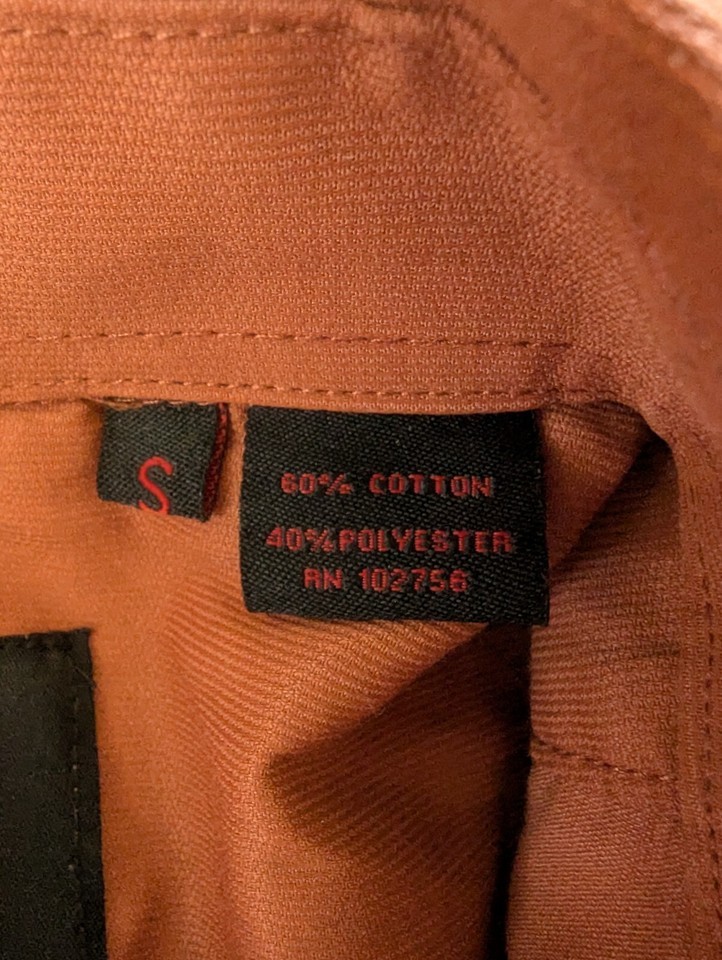 S
60% COTTON
40% POLYESTER
RN 102756